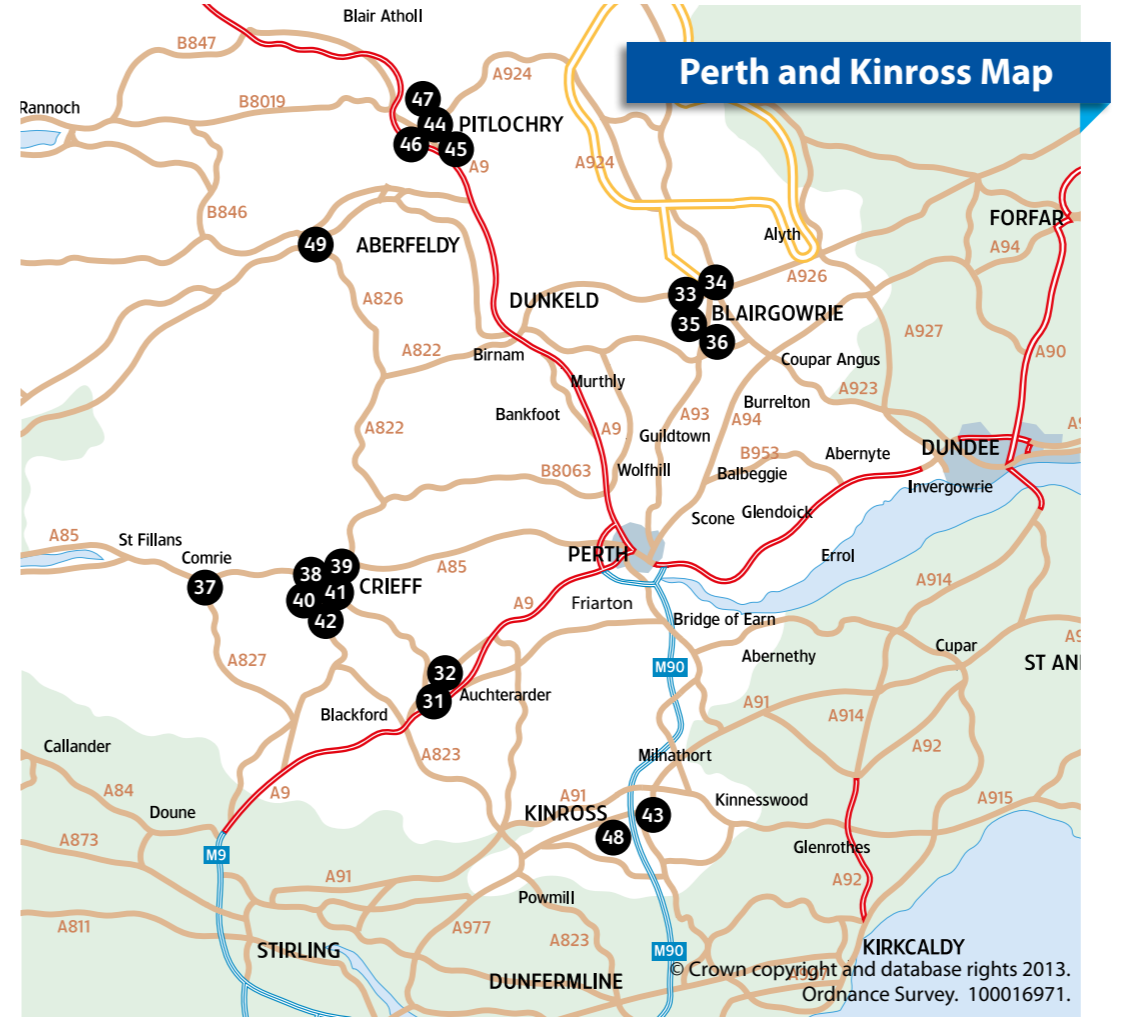 Perth and Kinross Map
Blair Atholl
B847
A924
Rannoch
B8019
47
44
PITLOCHRY
46
45
A9
A924
B846
FORFAR
49
ABERFELDY
Alyth
A94
A926
34
33
A826
DUNKELD
BLAIRGOWRIE
35
36
A927
A822
Birnam
Coupar Angus
A90
Murthly
A923
Burrelton
Bankfoot
A93
A94
A822
A9
Guildtown
DUNDEE
B953
Abernyte
B8063
Wolfhill
Balbeggie
Invergowrie
Scone
Glendoick
A85
St Fillans
Comrie
PERTH
Errol
39
38
A85
37
CRIEFF
A914
40
41
A9
Friarton
42
Bridge of Earn
Cupar
A827
M90
Abernethy
ST AN
32
31
Auchterarder
A91
Blackford
A914
Callander
A823
Milnathort
A92
A84
A9
A91
Kinnesswood
A915
Doune
KINROSS
43
48
A873
Glenrothes
M9
A91
A92
Powmill
A811
A977
A823
STIRLING
M90
KIRKCALDY
DUNFERMLINE
© Crown copyright and database rights 2013.
Ordnance Survey. 100016971.